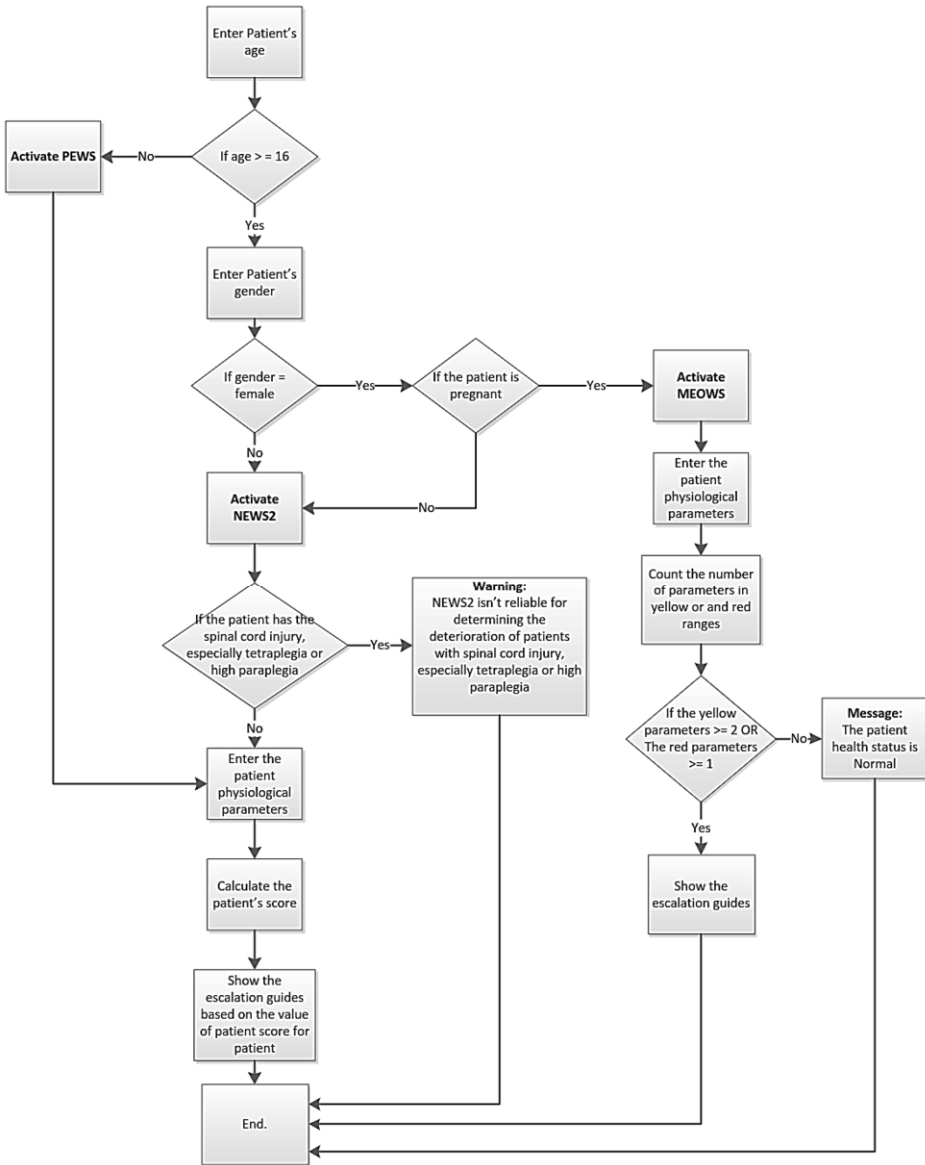 Enter Patient's
age
Activate PEWS
No
If age > = 16
Yes
Enter Patient's
gender
If gender =
female
Yes
If the patient is
pregnant
Yes
Activate
MEOWS
No
Enter the
patient
physiological
parameters
Activate
NEWS2
No
Count the number
of parameters in
yellow or and red
ranges
If the patient has the
spinal cord injury,
especially tetraplegia or
high paraplegia
Yes
Warning:
NEWS2 isn't reliable for
determining the
deterioration of patients
with spinal cord injury,
especially tetraplegia or high
paraplegia
No
If the yellow
parameters >= 2 OR
The red parameters
>= 1
No
Message:
The patient
health status is
Normal
Enter the
patient
physiological
parameters
Yes
Calculate the
patient's score
Show the
escalation guides
Show the
escalation guides
based on the value
of patient score for
patient
End.